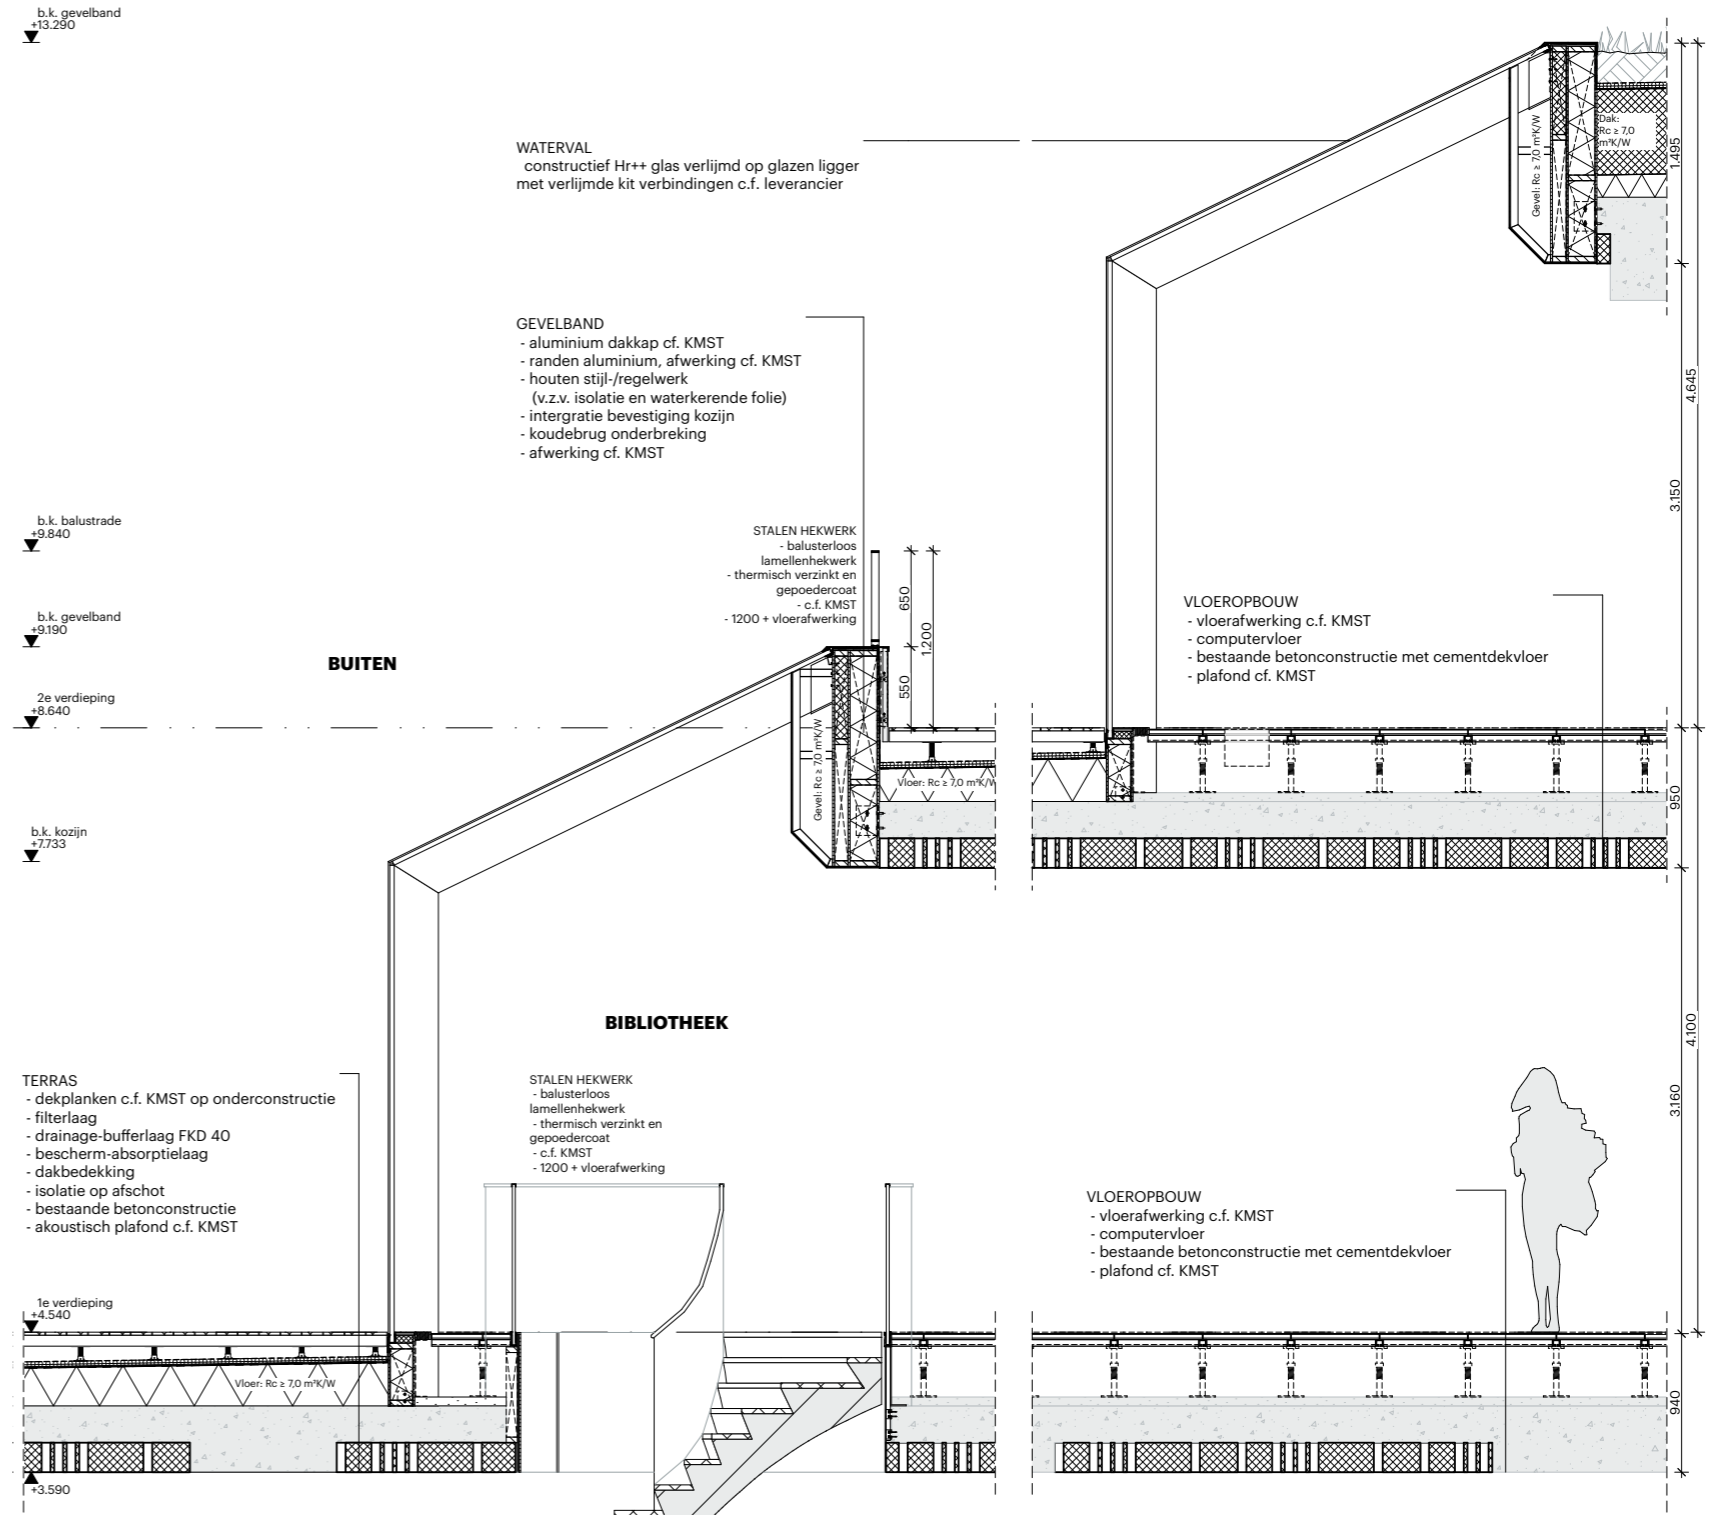 b.k. gevelband
+13.290
WATERVAL
constructief Hr++ glas verlijmd op glazen ligger
met verlijmde kit verbindingen c.f. leverancier
Gevel: Rc ≥ 7,0 m²K/W
Dak:
Rc ≥ 7,0
m²K/W
1.495
GEVELBAND
- aluminium dakkap cf. KMST
- randen aluminium, afwerking cf. KMST
- houten stijl-/regelwerk
(v.z.v. isolatie en waterkerende folie)
- intergratie bevestiging kozijn
- koudebrug onderbreking
- afwerking cf. KMST
4.645
3.150
b.k. balustrade
+9.840
STALEN HEKWERK
- balusterloos
lamellenhekwerk
- thermisch verzinkt en
gepoedercoat
- c.f. KMST
- 1200 + vloerafwerking
650
1.200
550
b.k. gevelband
+9.190
BUITEN
VLOEROPBOUW
- vloerafwerking c.f. KMST
- computervloer
- bestaande betonconstructie met cementdekvloer
- plafond cf. KMST
2e verdieping
+8.640
Gevel: Rc ≥ 7,0 m²K/W
Vloer: Rc ≥ 7,0 m²K/W
950
b.k. kozijn
+7.733
BIBLIOTHEEK
4.100
3.160
TERRAS
- dekplanken c.f. KMST op onderconstructie
- filterlaag
- drainage-bufferlaag FKD 40
- bescherm-absorptielaag
- dakbedekking
- isolatie op afschot
- bestaande betonconstructie
- akoustisch plafond c.f. KMST
STALEN HEKWERK
- balusterloos
lamellenhekwerk
- thermisch verzinkt en
gepoedercoat
- c.f. KMST
- 1200 + vloerafwerking
VLOEROPBOUW
- vloerafwerking c.f. KMST
- computervloer
- bestaande betonconstructie met cementdekvloer
- plafond cf. KMST
1e verdieping
+4.540
Vloer: Rc ≥ 7,0 m²K/W
940
+3.590